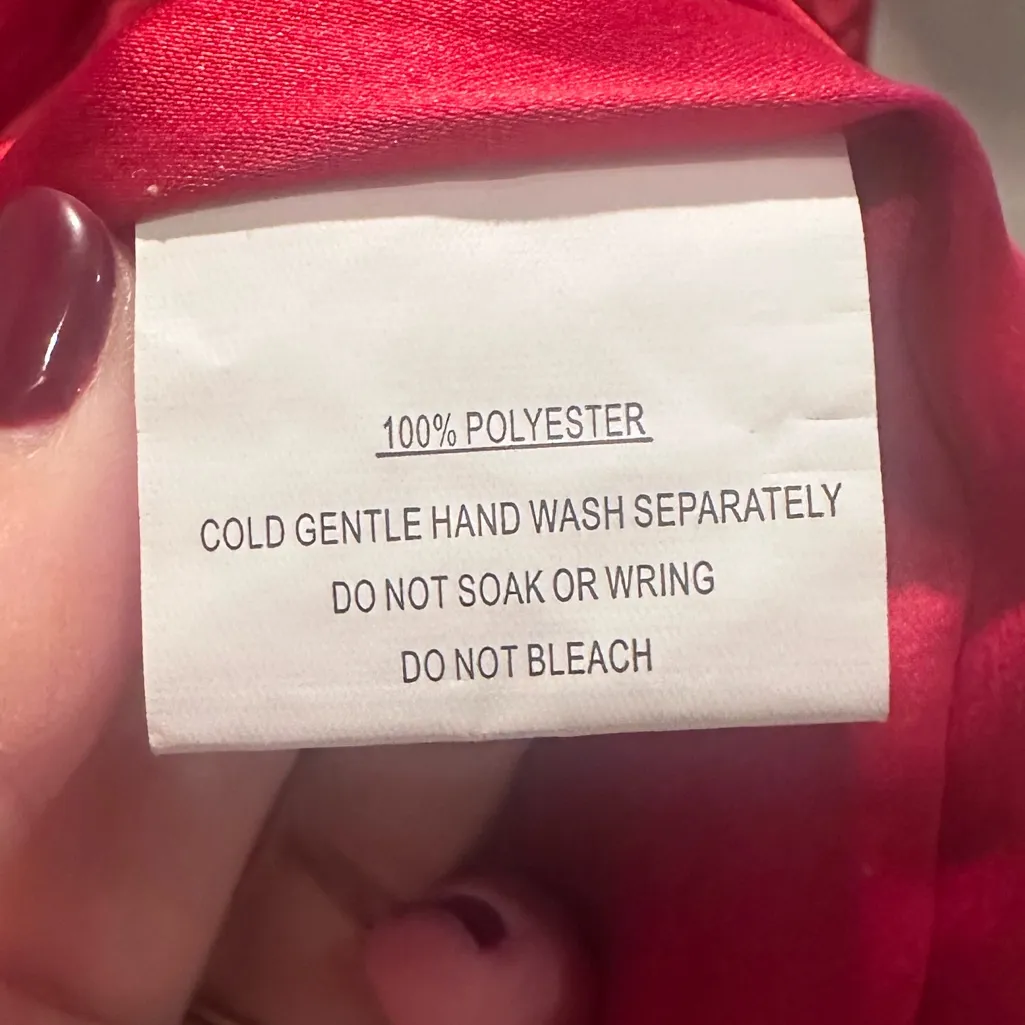 100% POLYESTER
COLD GENTLE HAND WASH SEPARATELY
DO NOT SOAK OR WRING
DO NOT BLEACH